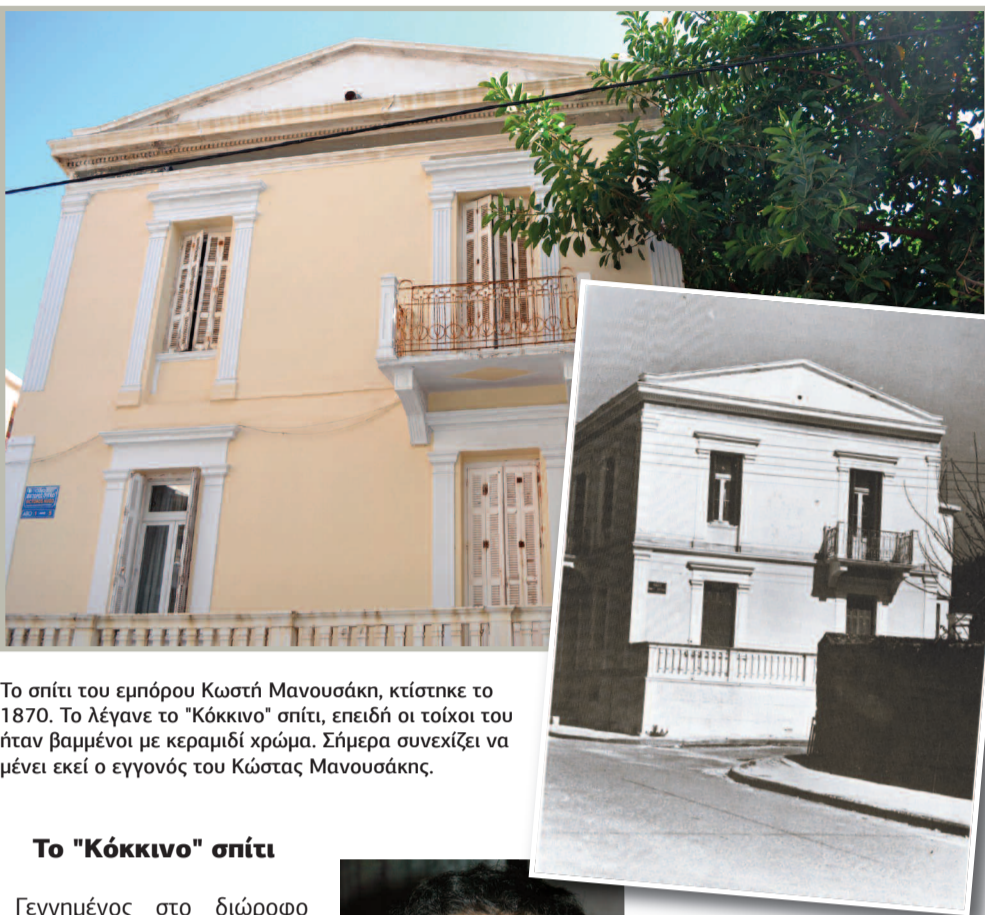 Το σπίτι του εμπόρου Κωστή Μανουσάκη, κτίστηκε το
1870. Το λέγανε το "Κόκκινο" σπίτι, επειδή οι τοίχοι του
ήταν βαμμένοι με κεραμιδί χρώμα. Σήμερα συνεχίζει να
μένει εκεί ο εγγονός του Κώστας Μανουσάκης.
Το "Κόκκινο" σπίτι
Γεννημένος στο διώροφο